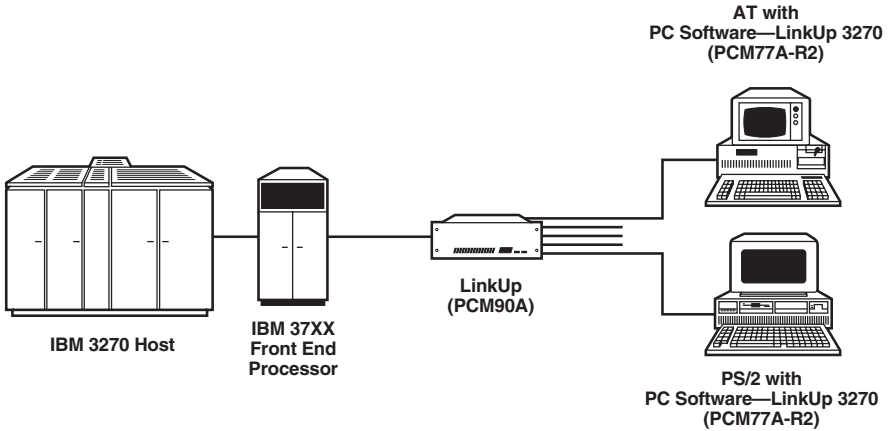 AT with
PC Software—LinkUp 3270
(PCM77A-R2)
IBM 3270 Host
IBM 37XX
Front End
Processor
LinkUp
(PCM90A)
PS/2 with
PC Software—LinkUp 3270
(PCM77A-R2)